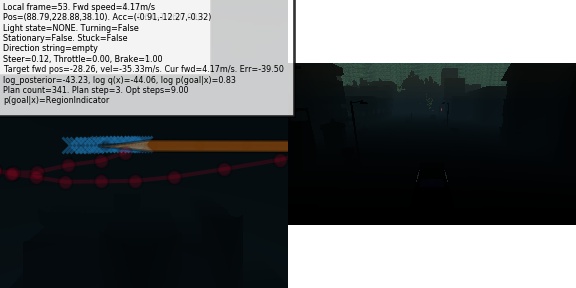 Local frame=53. Fwd speed=4.17m/s
Pos=(88.79,228.88,38.10). Acc=(-0.91,-12.27,-0.32)
Light state=NONE. Turning=False
Stationary=False. Stuck=False
Direction string=empty
Steer=0.12, Throttle=0.00, Brake=1.00
Target fwd pos=-28.26, vel=-35.33m/s. Cur fwd=4.17m/s. Err=-39.50
log_posterior=-43.23, log q(x)=-44.06, log p(goal|x)=0.83
Plan count=341. Plan step=3. Opt steps=9.00
p(goal|x)=RegionIndicator